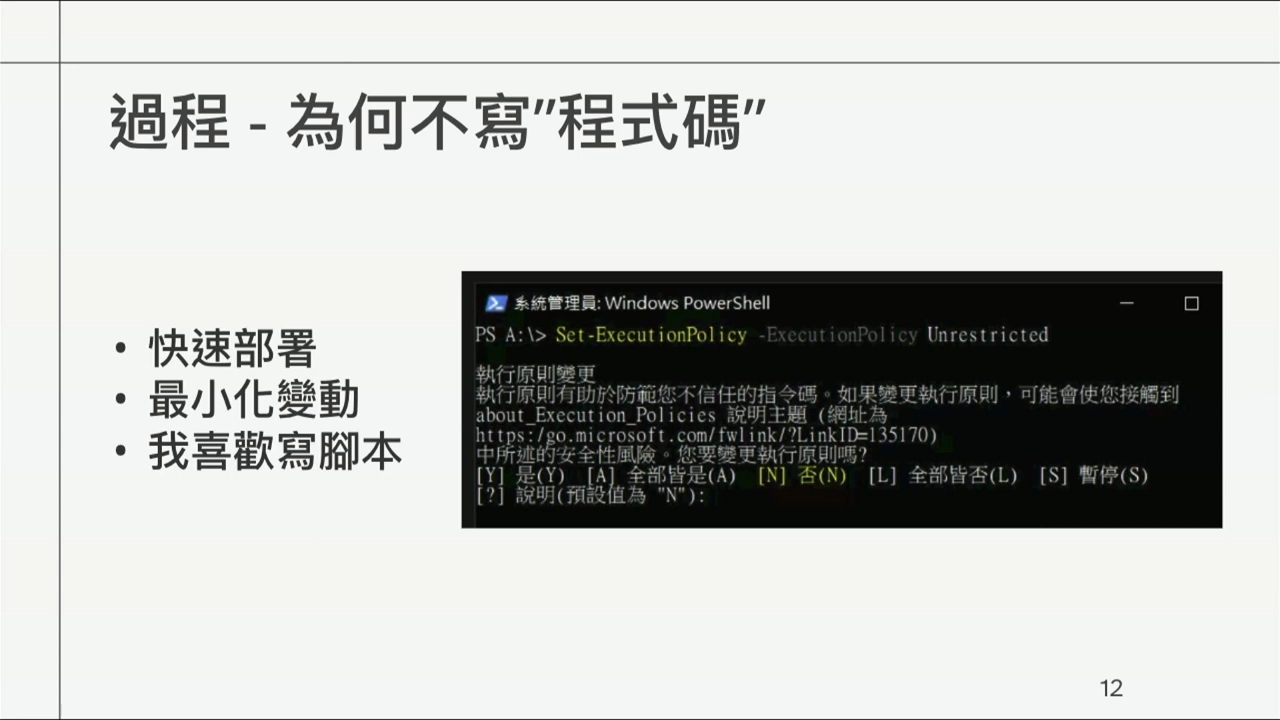 過程 - 為何不寫”程式碼”
• 快速部署
• 最小化變動
• 我喜歡寫腳本
系統管理員: Windows PowerShell
PS A:\> Set-ExecutionPolicy -ExecutionPolicy Unrestricted
執行原則變更
執行原則有助於防範您不信任的指令碼。如果變更執行原則，可能會使您接觸到
about_Execution_Policies 說明主題 (網址為
https:/go.microsoft.com/fwlink/?LinkID=135170)
中所述的安全性風險。您要變更執行原則嗎?
[Y] 是(Y)  [A] 全部皆是(A)  [N] 否(N)  [L] 全部皆否(L)  [S] 暫停(S)
[?] 說明(預設值為 "N"):
12